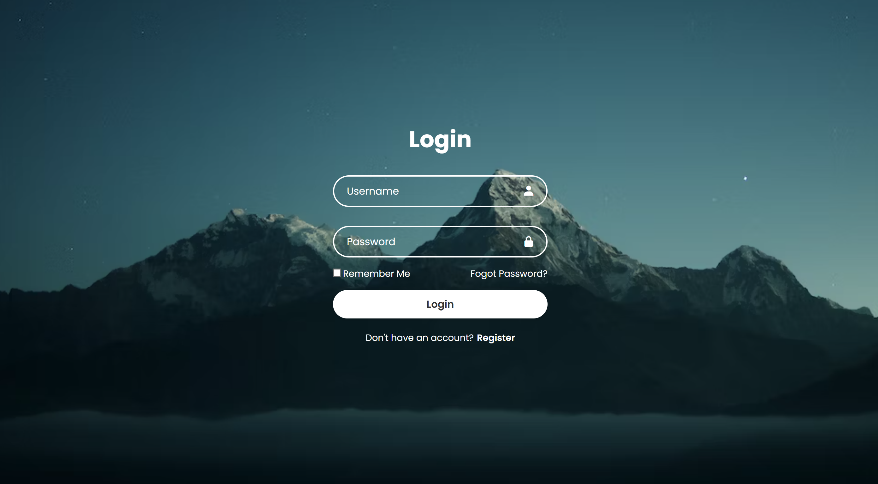 Login
Username
Password
Remember Me Fogot Password?
Login
Don't have an account? Register